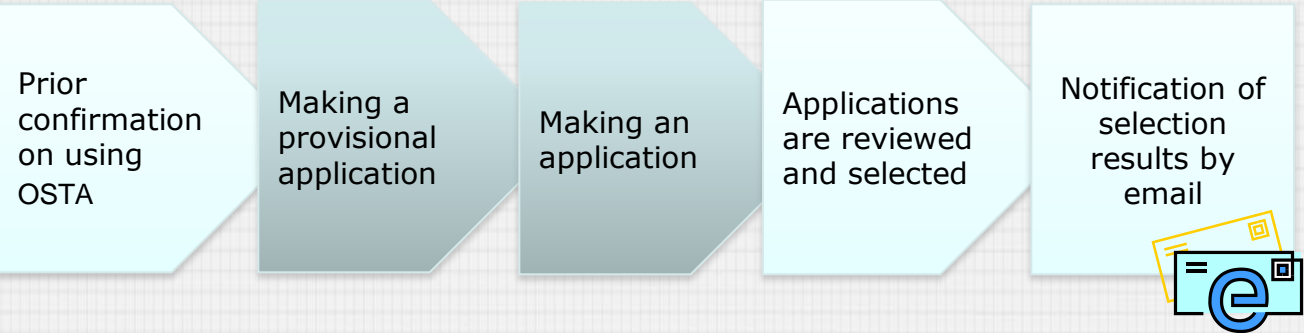 Prior
confirmation
on using
OSTA
Making a
provisional
application
Making an
application
Applications
are reviewed
and selected
Notification of
selection
results by
email
e